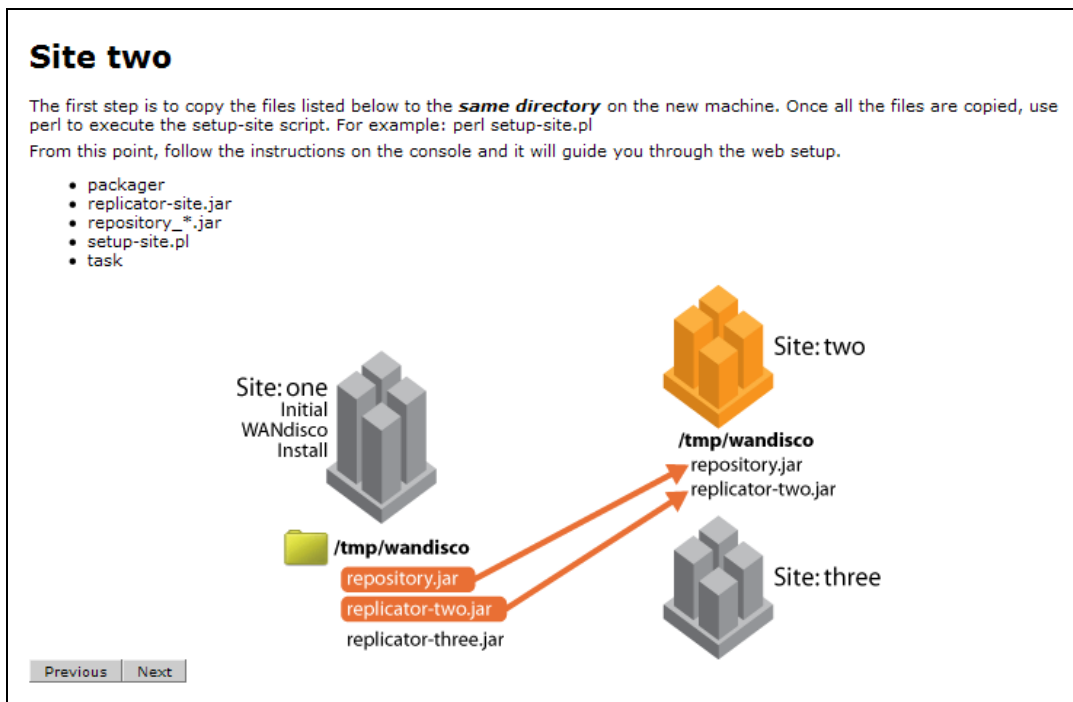 Site two
The first step is to copy the files listed below to the same directory on the new machine. Once all the files are copied, use
perl to execute the setup-site script. For example: perl setup-site.pl
From this point, follow the instructions on the console and it will guide you through the web setup.
• packager
• replicator-site.jar
• repository_*.jar
• setup-site.pl
• task
Site: one
Initial
WANdisco
Install
/tmp/wandisco
repository.jar
replicator-two.jar
replicator-three.jar
Site: two
/tmp/wandisco
repository.jar
replicator-two.jar
Site: three
Previous
Next